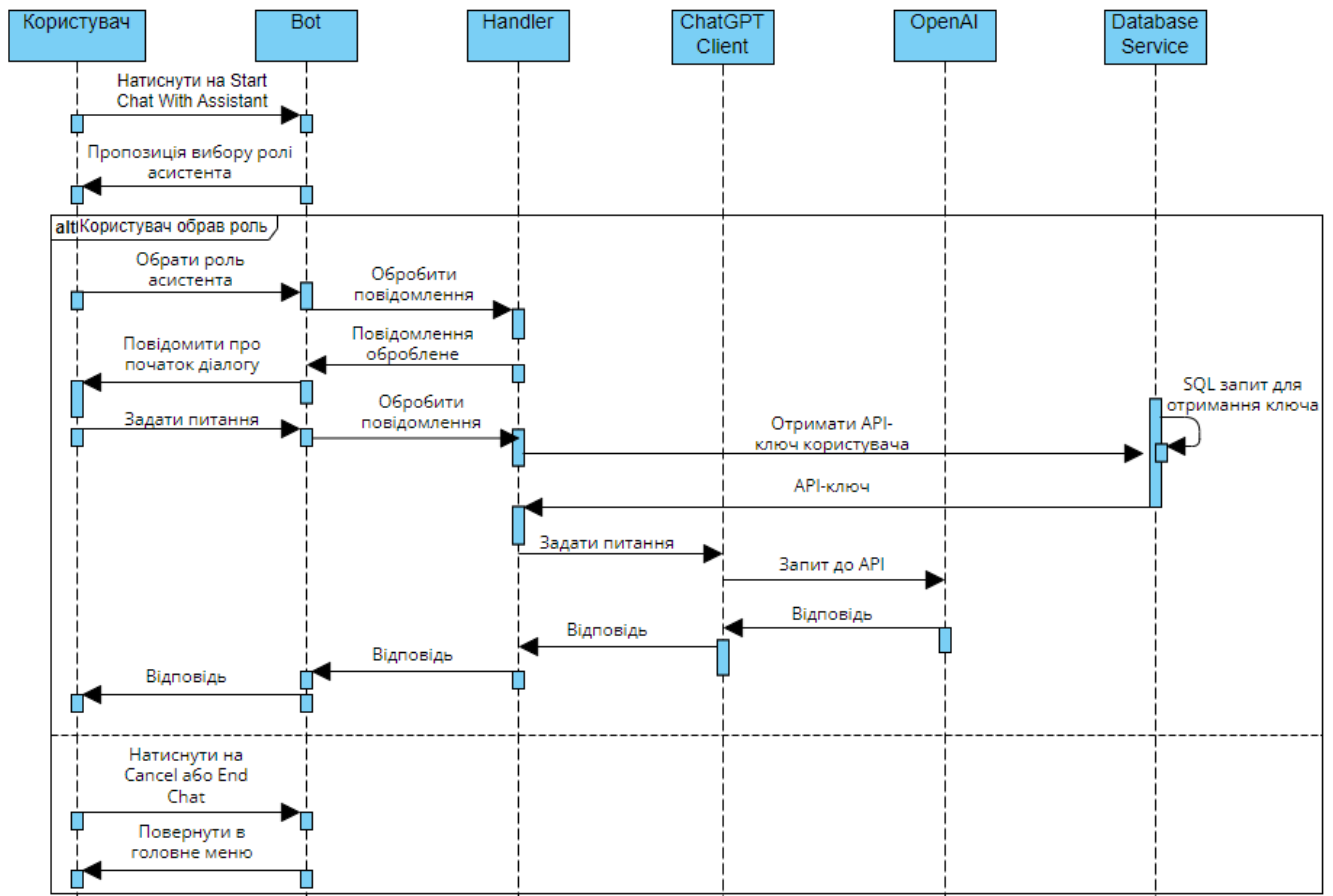 Користувач
Bot
Handler
ChatGPT
Client
OpenAI
Database
Service
Натиснути на Start
Chat With Assistant
Пропозиція вибору ролі
асистента
alt
Користувач обрав роль
Обрати роль
асистента
Обробити
повідомлення
Повідомлення
оброблене
Повідомити про
початок діалогу
SQL запит для
отримання ключа
Задати питання
Обробити
повідомлення
Отримати API-
ключ користувача
API-ключ
Задати питання
Запит до API
Відповідь
Відповідь
Відповідь
Відповідь
Натиснути на
Cancel або End
Chat
Повернути в
головне меню